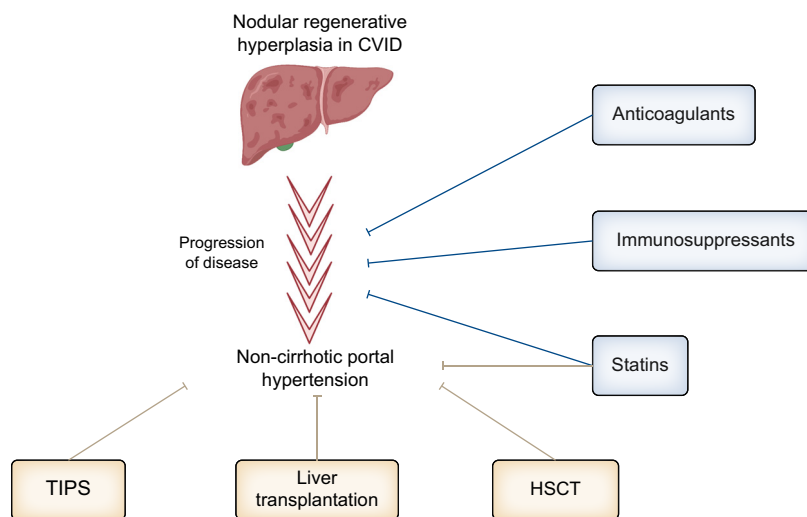 Nodular regenerative
hyperplasia in CVID
Anticoagulants
Progression
of disease
Immunosuppressants
Non-cirrhotic portal
hypertension
Statins
TIPS
Liver
transplantation
HSCT